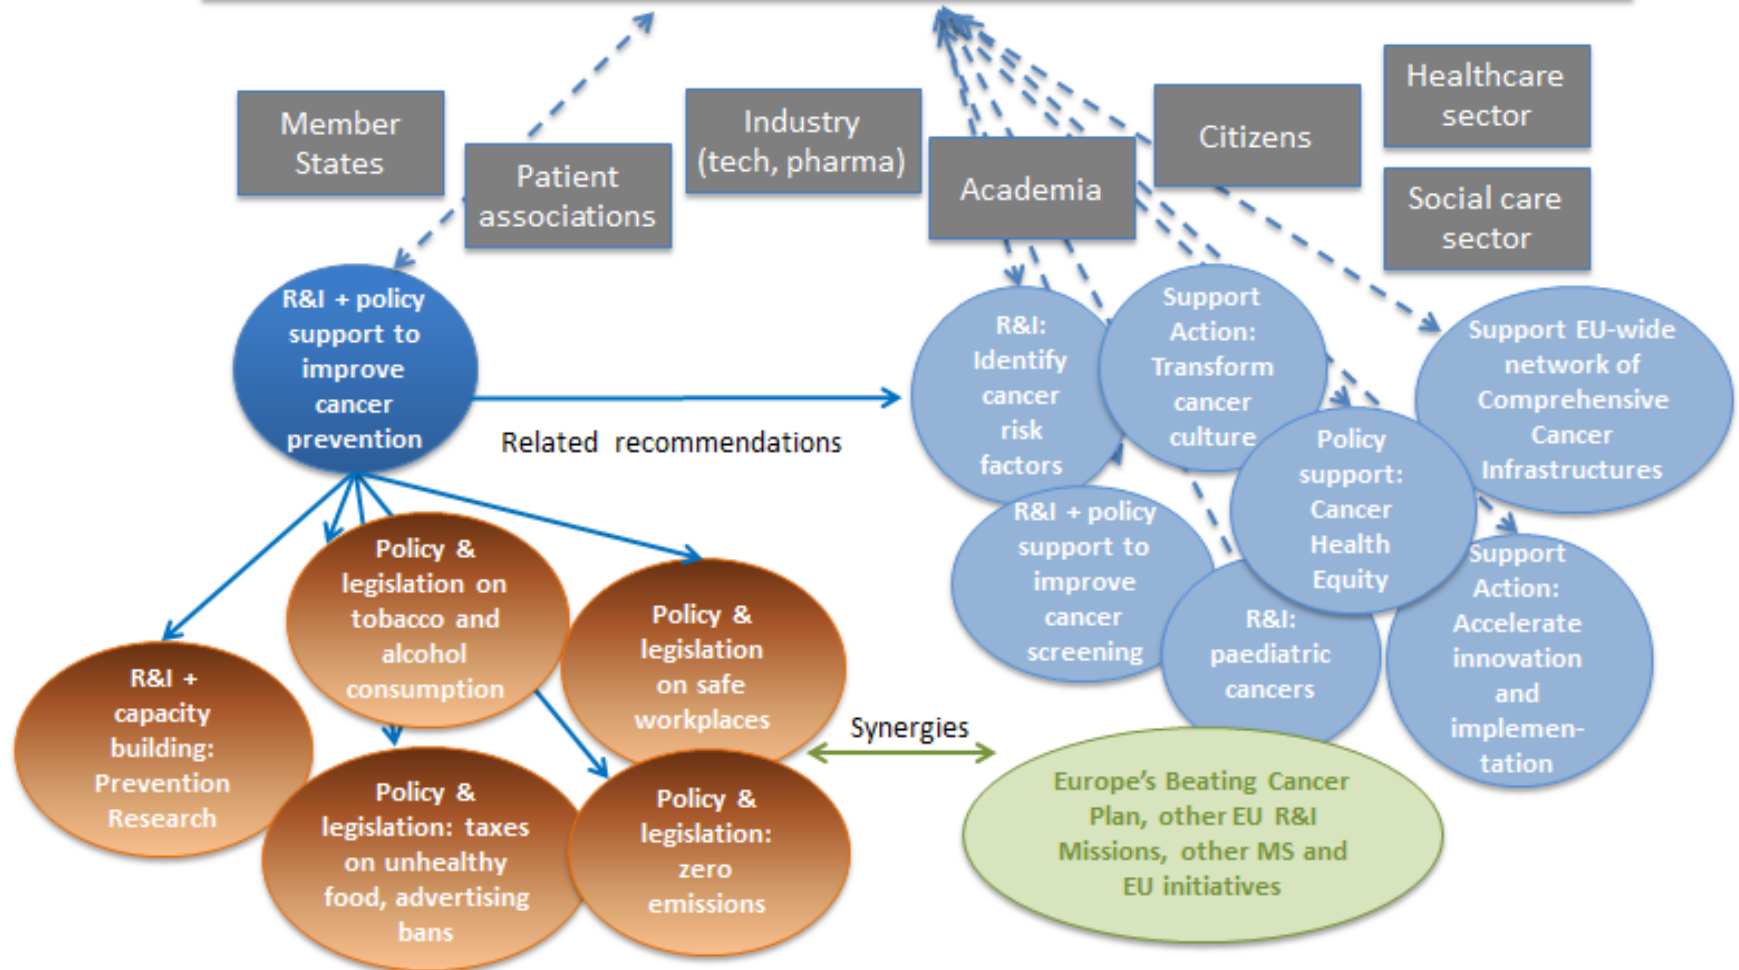 Member
States
Patient
associations
Industry
(tech, pharma)
Academia
Citizens
Healthcare
sector
Social care
sector
R&I + policy
support to
improve
cancer
prevention
Related recommendations
R&I:
Identify
cancer
risk
factors
Support
Action:
Transform
cancer
culture
Support EU-wide
network of
Comprehensive
Cancer
Infrastructures
Policy
support:
Cancer
Health
Equity
R&I + policy
support to
improve
cancer
screening
R&I:
paediatric
cancers
Support
Action:
Accelerate
innovation
and
implemen-
tation
R&I +
capacity
building:
Prevention
Research
Policy &
legislation on
tobacco and
alcohol
consumption
Policy &
legislation
on safe
workplaces
Policy &
legislation: taxes
on unhealthy
food, advertising
bans
Policy &
legislation:
zero
emissions
Synergies
Europe’s Beating Cancer
Plan, other EU R&I
Missions, other MS and
EU initiatives